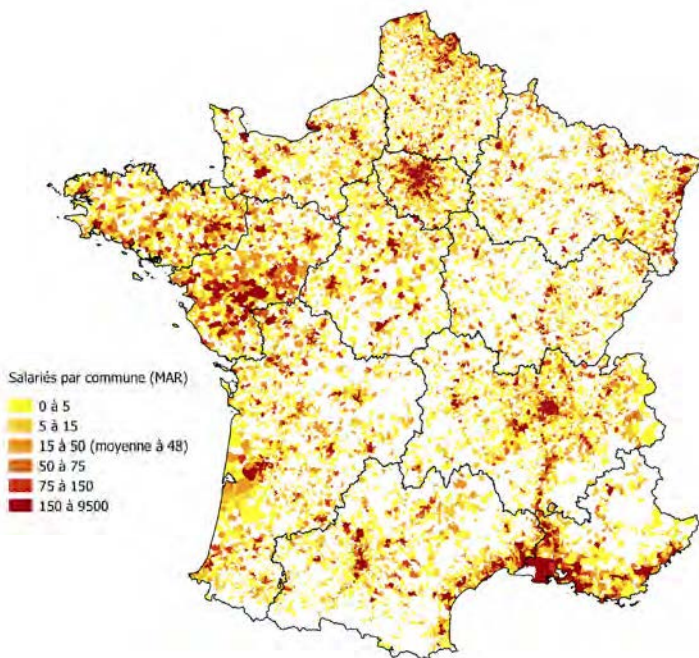 Salariés par commune (MAR)
0 à 5
5 à 15
15 à 50 (moyenne à 48)
50 à 75
75 à 150
150 à 9500